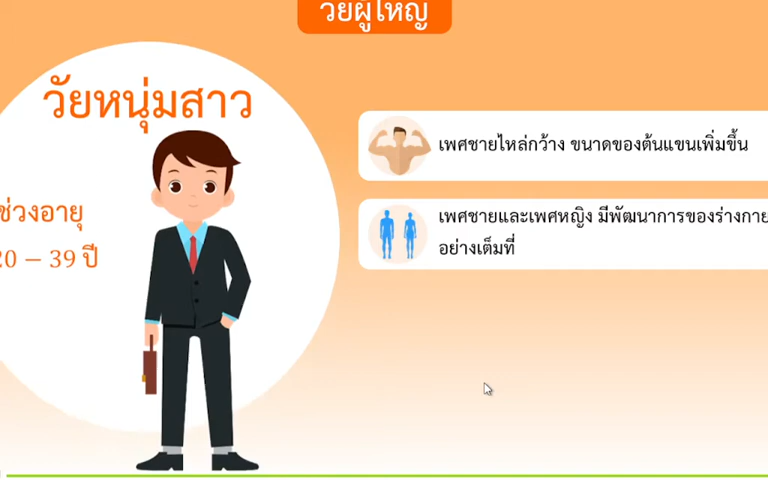 วัยผู้ใหญ่
วัยหนุ่มสาว
เพศชายไหล่กว้าง ขนาดของต้นแขนเพิ่มขึ้น
ช่วงอายุ
20 – 39 ปี
เพศชายและเพศหญิง มีพัฒนาการของร่างกาย
อย่างเต็มที่